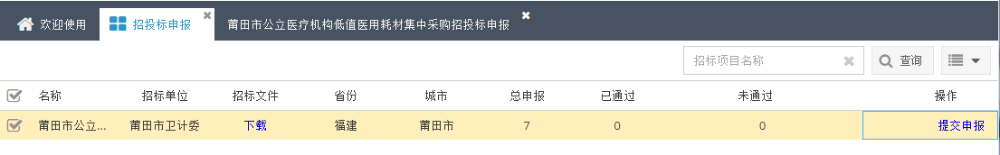 欢迎使用 招投标申报 莆田市公立医疗机构低值医用耗材集中采购招投标申报
招标项目名称 查询
名称 招标单位 招标文件 省份 城市 总申报 已通过 未通过 操作
莆田市公立... 莆田市卫计委 下载 福建 莆田市 7 0 0 提交申报